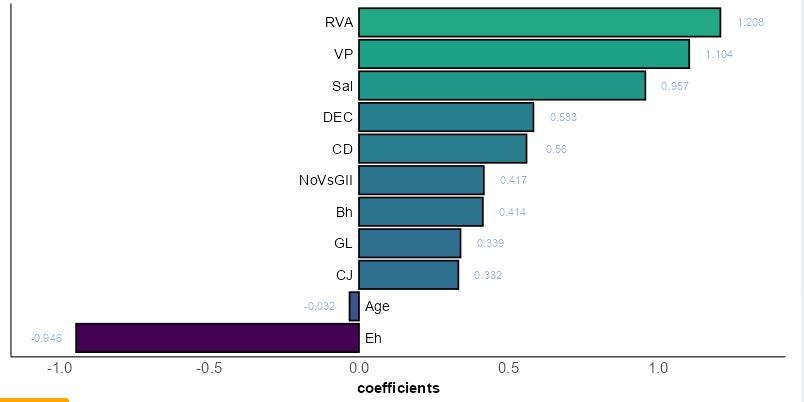 RVA 1.208
VP 1.104
Sal 0.957
DEC 0.583
CD 0.56
NoVsGII 0.417
Bh 0.414
GL 0.339
CJ 0.332
-0.032 Age
-0.946 Eh
-1.0 -0.5 0.0 0.5 1.0
coefficients